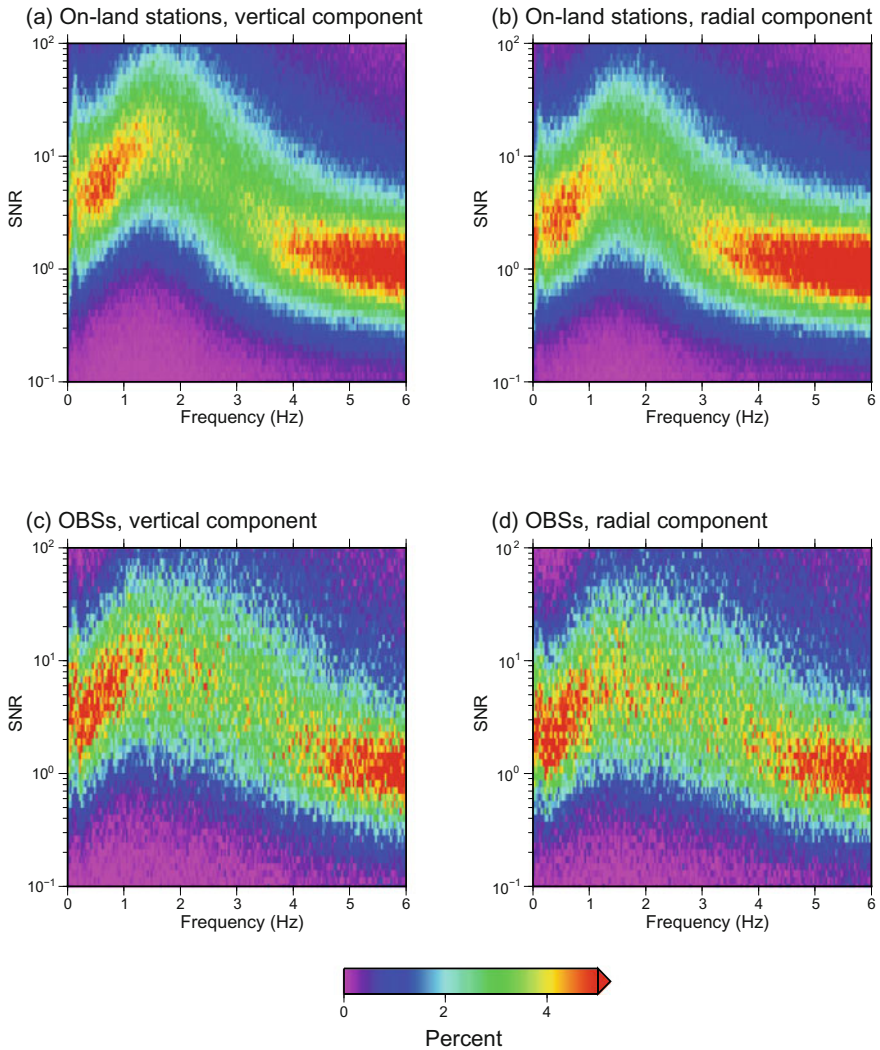 (a) On-land stations, vertical component
(b) On-land stations, radial component
10²
10¹
10⁰
10⁻¹
SNR
0 1 2 3 4 5 6
Frequency (Hz)
10²
10¹
10⁰
10⁻¹
SNR
0 1 2 3 4 5 6
Frequency (Hz)
(c) OBSs, vertical component
(d) OBSs, radial component
10²
10¹
10⁰
10⁻¹
SNR
0 1 2 3 4 5 6
Frequency (Hz)
10²
10¹
10⁰
10⁻¹
SNR
0 1 2 3 4 5 6
Frequency (Hz)
0 2 4
Percent